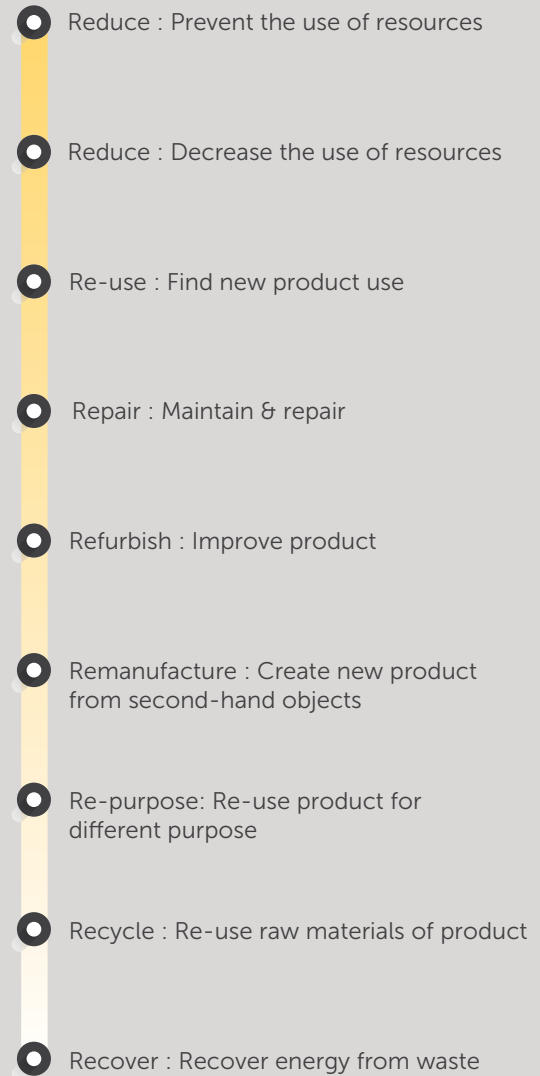 Reduce : Prevent the use of resources
Reduce : Decrease the use of resources
Re-use : Find new product use
Repair : Maintain & repair
Refurbish : Improve product
Remanufacture : Create new product
from second-hand objects
Re-purpose: Re-use product for
different purpose
Recycle : Re-use raw materials of product
Recover : Recover energy from waste